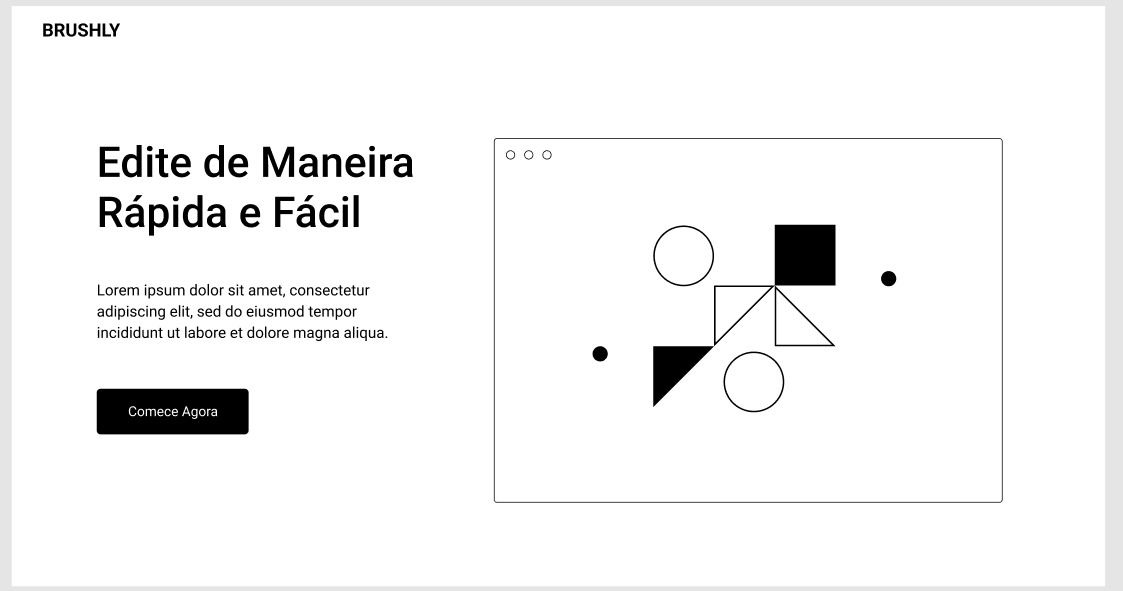 BRUSHLY
Edite de Maneira
Rápida e Fácil
Lorem ipsum dolor sit amet, consectetur
adipiscing elit, sed do eiusmod tempor
incididunt ut labore et dolore magna aliqua.
Comece Agora